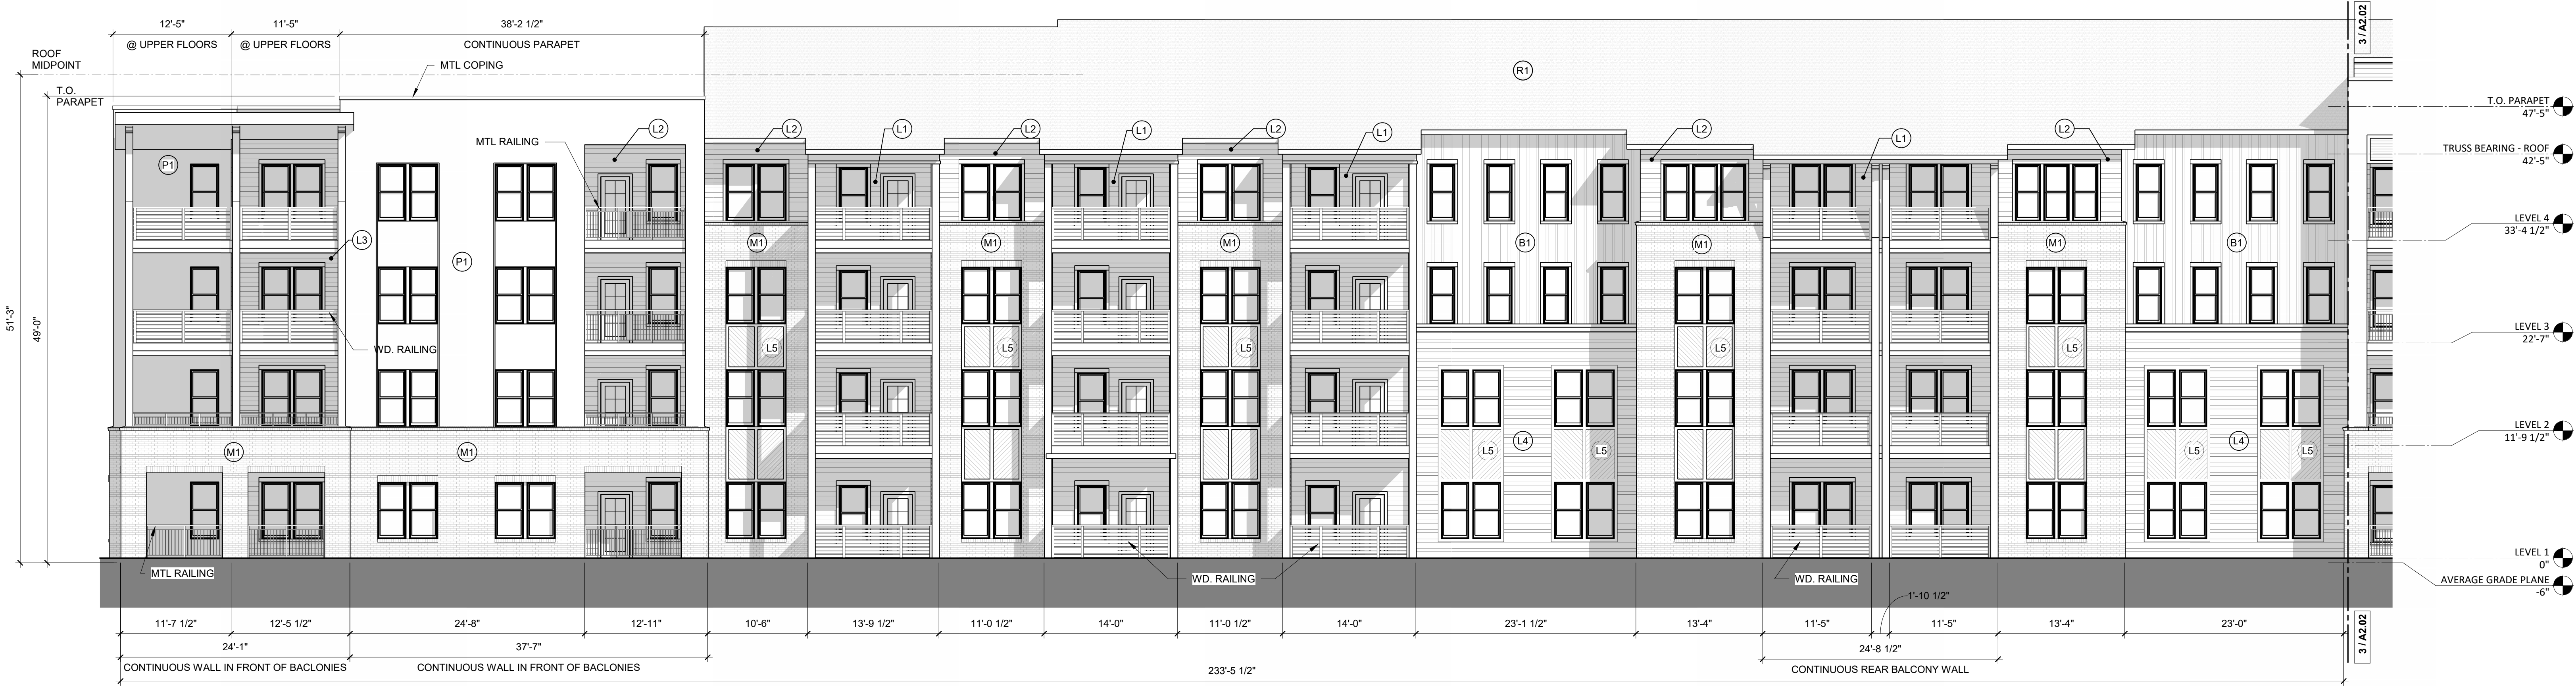 12'-5"
11'-5"
38'-2 1/2"
@ UPPER FLOORS
@ UPPER FLOORS
CONTINUOUS PARAPET
3 / A2.02
ROOF
MIDPOINT
MTL COPING
R1
T.O.
PARAPET
T.O. PARAPET
47'-5"
MTL RAILING
L2
L2
L1
L2
L1
L2
L1
L2
L1
L2
TRUSS BEARING - ROOF
42'-5"
P1
LEVEL 4
33'-4 1/2"
L3
P1
M1
M1
M1
B1
M1
M1
B1
51'-3"
49'-0"
LEVEL 3
22'-7"
WD. RAILING
L5
L5
L5
L5
L5
LEVEL 2
11'-9 1/2"
M1
M1
L5
L4
L5
L5
L4
L5
LEVEL 1
0"
MTL RAILING
WD. RAILING
WD. RAILING
AVERAGE GRADE PLANE
-6"
1'-10 1/2"
11'-7 1/2"
12'-5 1/2"
24'-8"
12'-11"
10'-6"
13'-9 1/2"
11'-0 1/2"
14'-0"
11'-0 1/2"
14'-0"
23'-1 1/2"
13'-4"
11'-5"
11'-5"
13'-4"
23'-0"
3 / A2.02
24'-1"
37'-7"
24'-8 1/2"
CONTINUOUS WALL IN FRONT OF BACLONIES
CONTINUOUS WALL IN FRONT OF BACLONIES
233'-5 1/2"
CONTINUOUS REAR BALCONY WALL